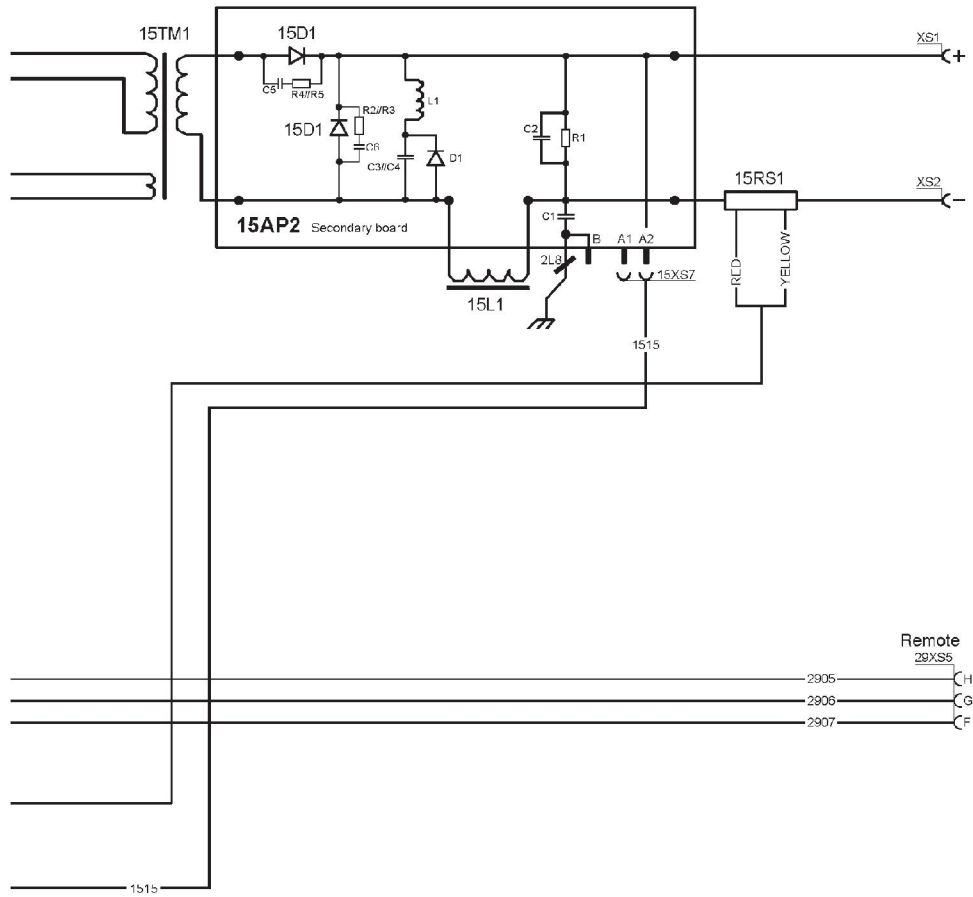 15TM1
15D1
XS1
+
C5
R4//R5
L1
R2//R3
15D1
C6
C3//C4
D1
C2
R1
15RS1
XS2
−
15AP2 Secondary board
C1
B A1 A2
2L8
15XS7
RED
YELLOW
15L1
1515
Remote
29XS5
2905
H
2906
G
2907
F
1515